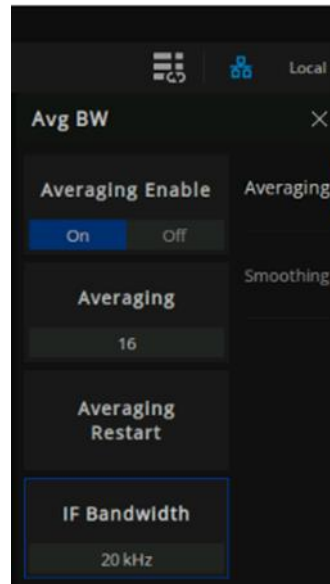 Local
Avg BW
Averaging Enable
On Off
Averaging
16
Averaging
Restart
IF Bandwidth
20 kHz
Averaging
Smoothing